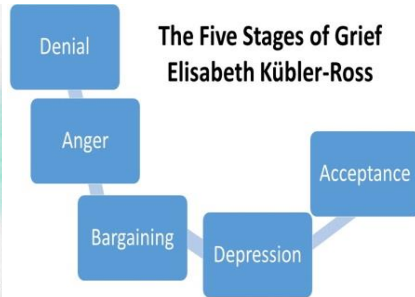 The Five Stages of Grief
Elisabeth Kübler-Ross
Denial
Anger
Bargaining
Depression
Acceptance